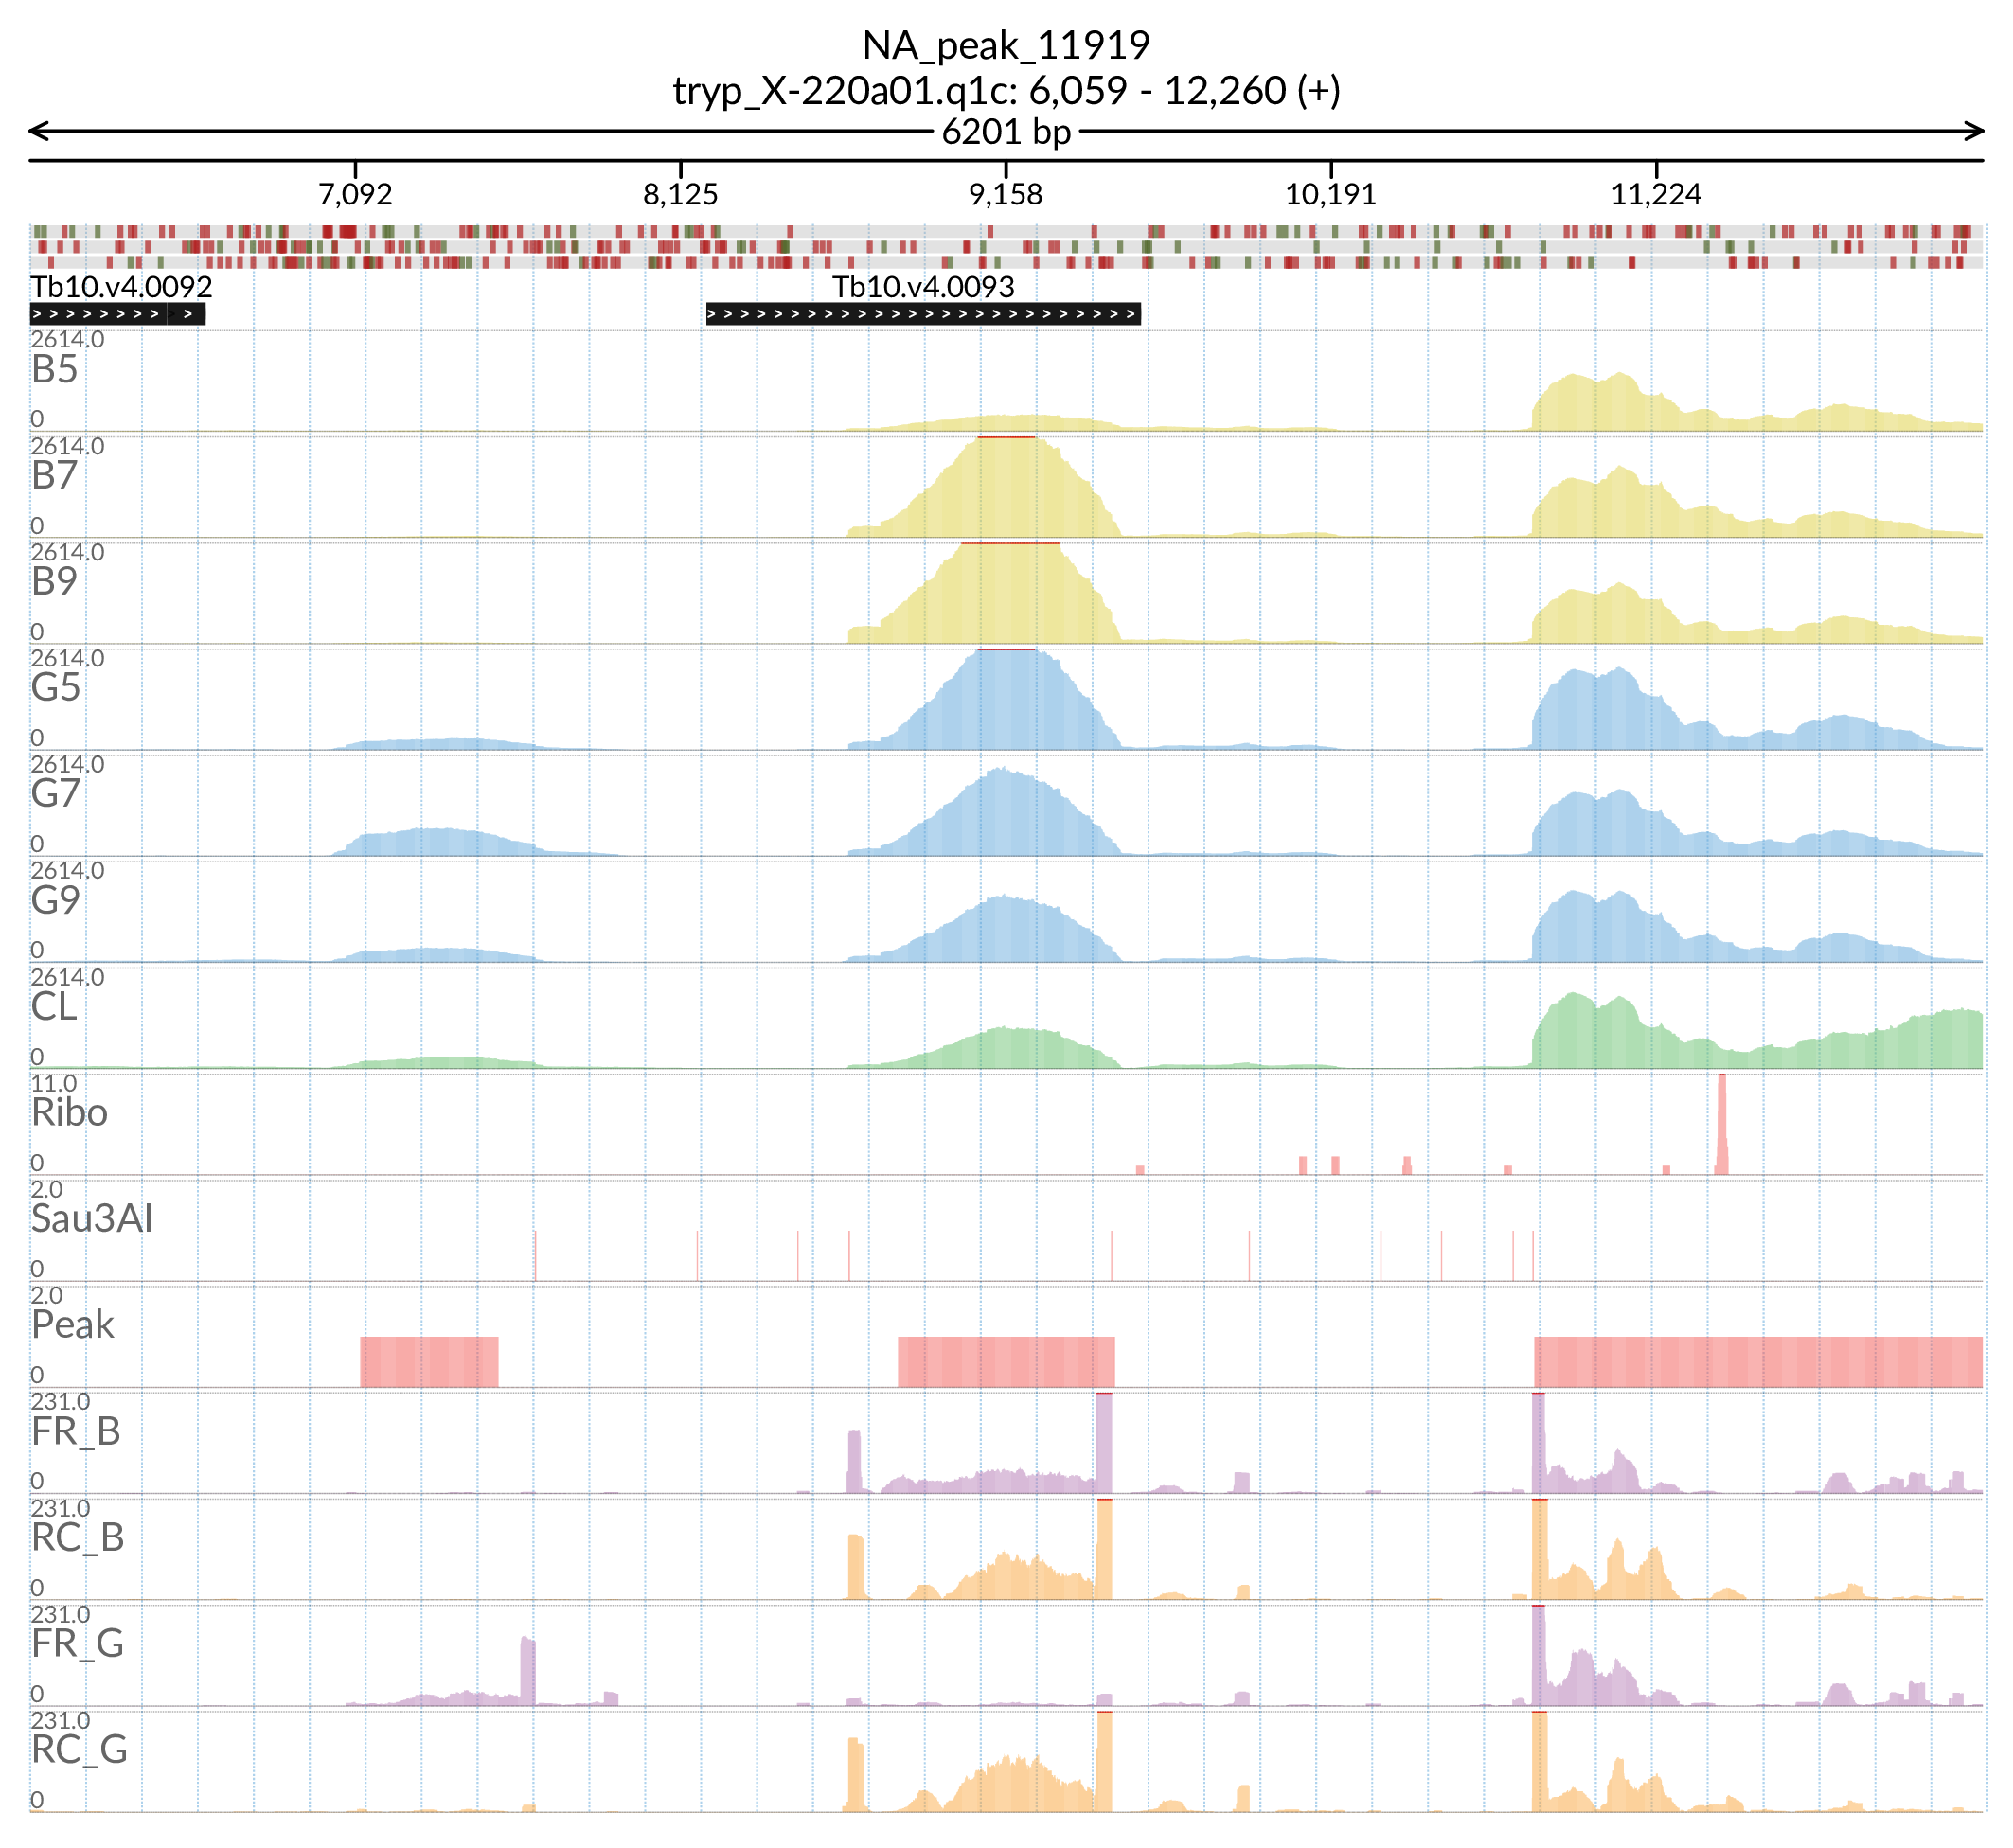 NA_peak_11919
tryp_X-220a01.q1c: 6,059 - 12,260 (+)
6201 bp
7,092 8,125 9,158 10,191 11,224
Tb10.v4.0092 Tb10.v4.0093
2614.0
B5
0
2614.0
B7
0
2614.0
B9
0
2614.0
G5
0
2614.0
G7
0
2614.0
G9
0
2614.0
CL
0
11.0
Ribo
0
2.0
Sau3AI
0
2.0
Peak
0
231.0
FR_B
0
231.0
RC_B
0
231.0
FR_G
0
231.0
RC_G
0